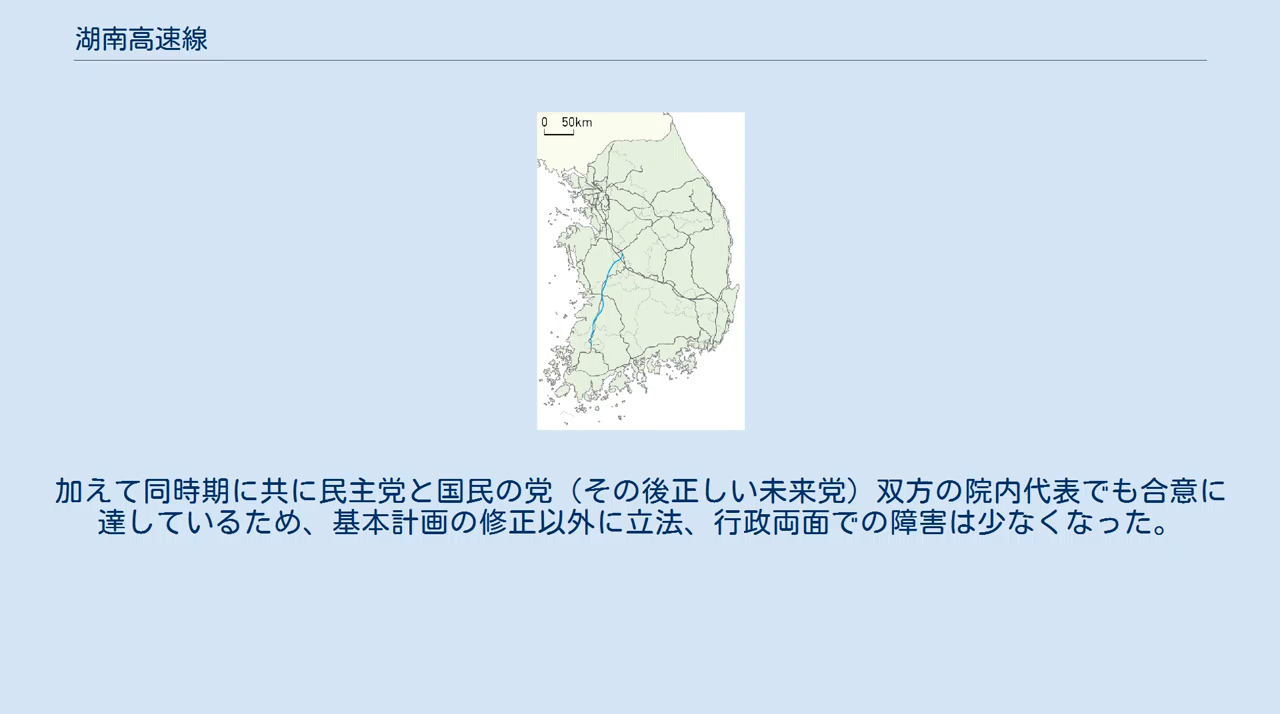 湖南高速線
0 50km
加えて同時期に共に民主党と国民の党（その後正しい未来党）双方の院内代表でも合意に
達しているため、基本計画の修正以外に立法、行政両面での障害は少なくなった。